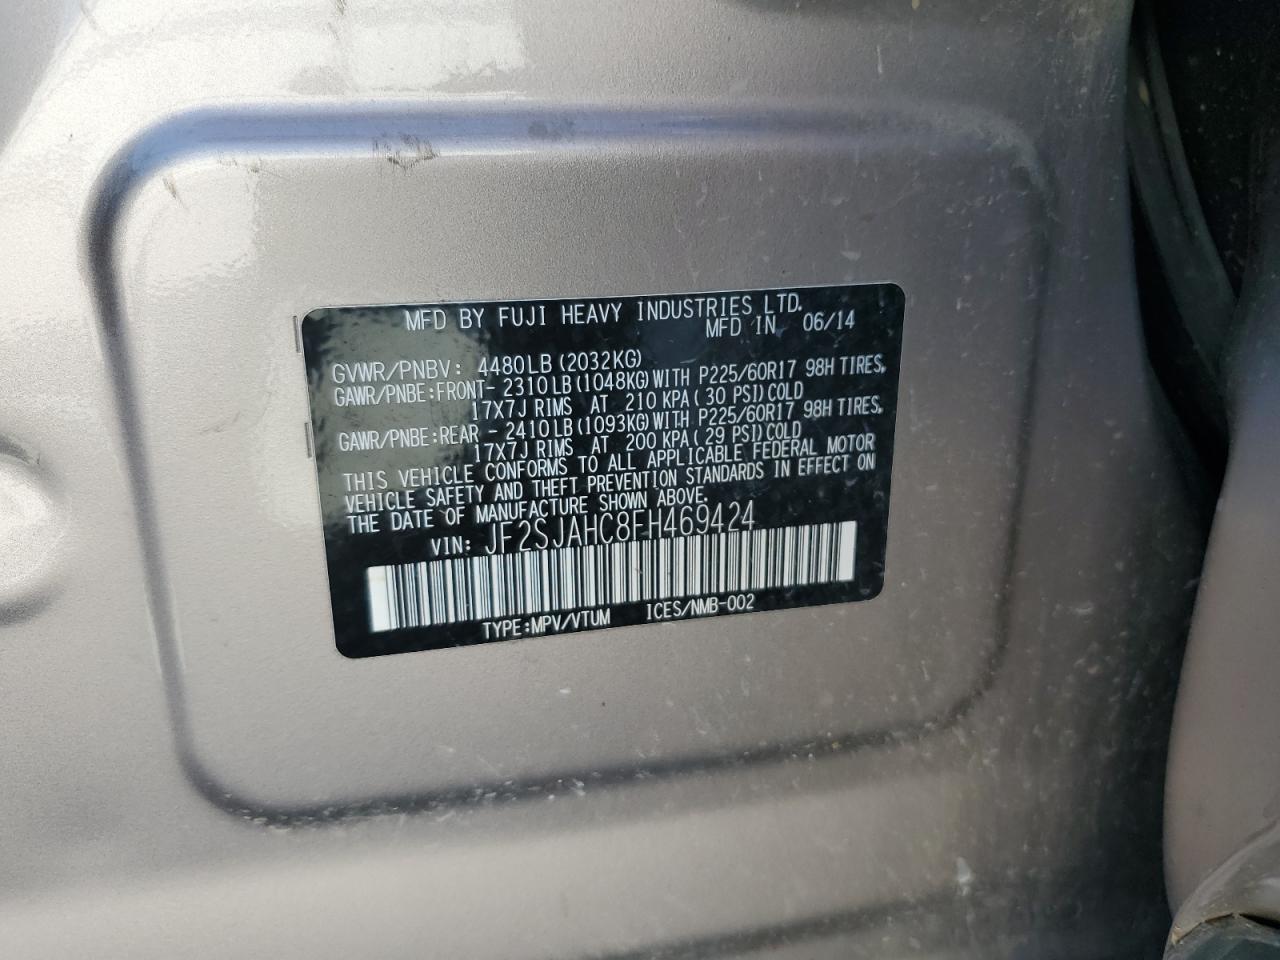 MFD BY FUJI HEAVY INDUSTRIES LTD.
MFD IN 06/14
GVWR/PNBV: 4480LB(2032KG)
GAWR/PNBE:FRONT- 2310LB(1048KG)WITH P225/60R17 98H TIRES,
17X7J RIMS AT 210 KPA(30 PSI)COLD
GAWR/PNBE:REAR - 2410LB(1093KG)WITH P225/60R17 98H TIRES,
17X7J RIMS AT 200 KPA(29 PSI)COLD
THIS VEHICLE CONFORMS TO ALL APPLICABLE FEDERAL MOTOR
VEHICLE SAFETY AND THEFT PREVENTION STANDARDS IN EFFECT ON
THE DATE OF MANUFACTURE SHOWN ABOVE.
VIN: JF2SJAHC8FH469424
TYPE:MPV/VTUM ICES/NMB-002